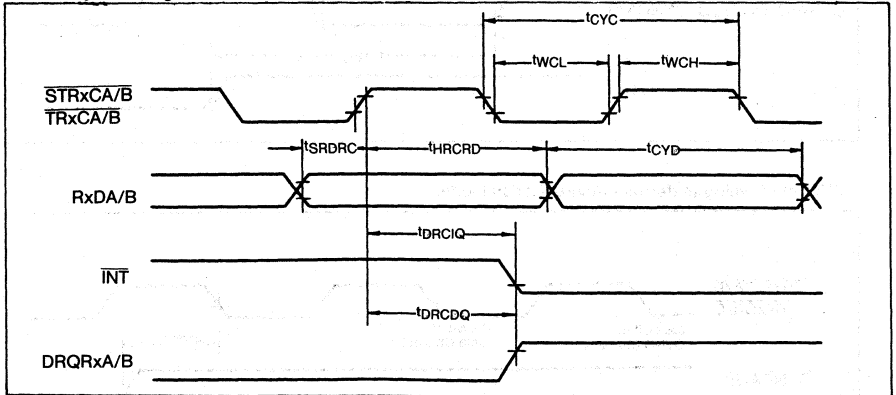 tCYC
tWCL
tWCH
STRxCA/B
TRxCA/B
tSRDRC
tHRCRD
tCYD
RxDA/B
tDRCIQ
INT
tDRCDQ
DRQRxA/B